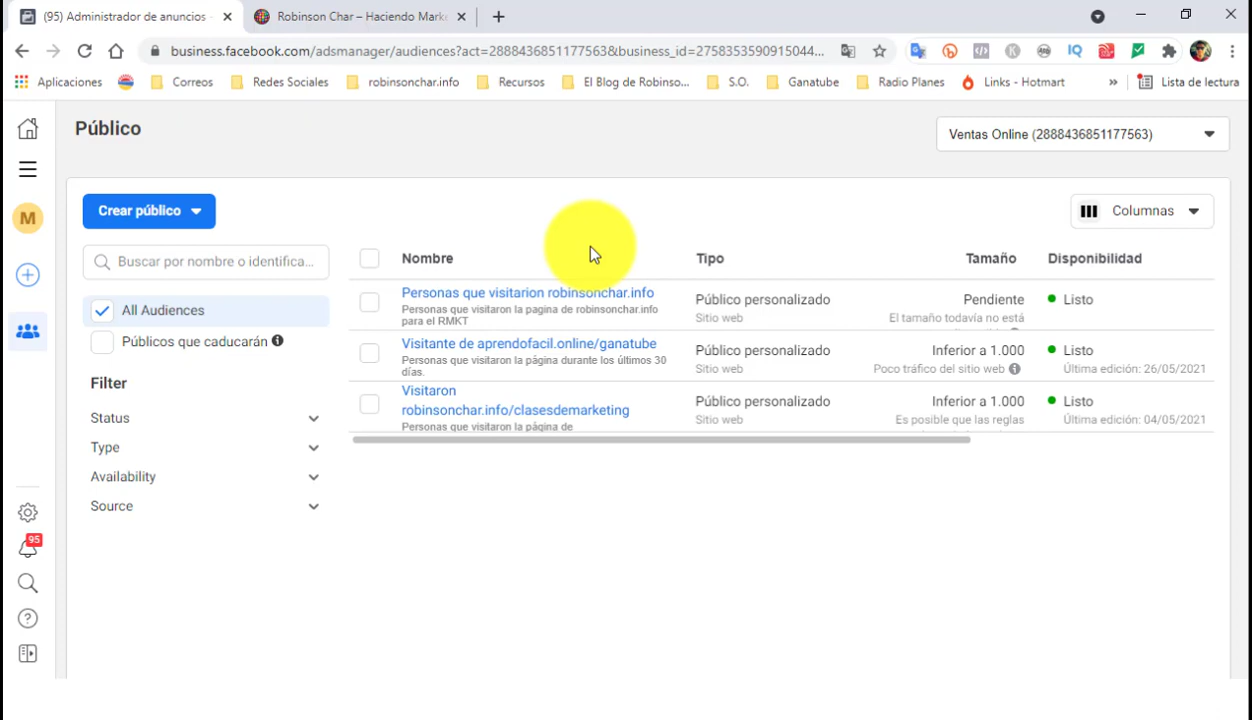 (95) Administrador de anuncios
Robinson Char – Haciendo Mark
business.facebook.com/adsmanager/audiences?act=2888436851177563&business_id=2758353590915044...
Aplicaciones
Correos
Redes Sociales
robinsonchar.info
Recursos
El Blog de Robinso...
S.O.
Ganatube
Radio Planes
Links - Hotmart
»
Lista de lectura
Público
Ventas Online (2888436851177563)
M
Crear público
Columnas
Buscar por nombre o identifica...
Nombre
Tipo
Tamaño
Disponibilidad
All Audiences
Públicos que caducarán
Filter
Status
Type
Availability
Source
Personas que visitarion robinsonchar.info
Personas que visitaron la pagina de robinsonchar.info
para el RMKT
Público personalizado
Sitio web
Pendiente
El tamaño todavía no está
Listo
Visitante de aprendofacil.online/ganatube
Personas que visitaron la página durante los últimos 30
días.
Público personalizado
Sitio web
Inferior a 1.000
Poco tráfico del sitio web
Listo
Última edición: 26/05/2021
Visitaron
robinsonchar.info/clasesdemarketing
Personas que visitaron la página de
Público personalizado
Sitio web
Inferior a 1.000
Es posible que las reglas
Listo
Última edición: 04/05/2021
95